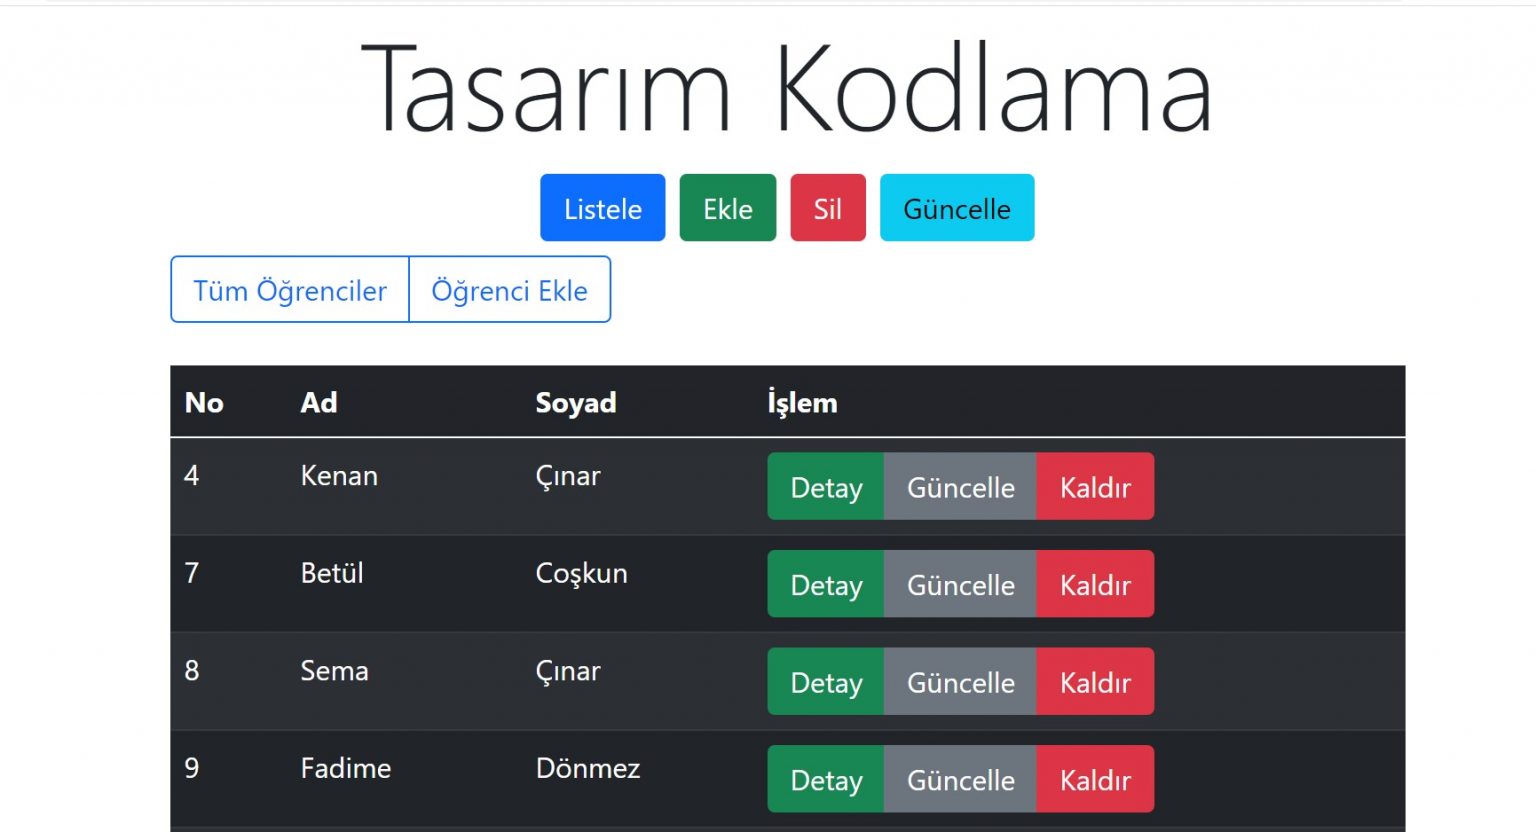 Tasarım Kodlama
Listele Ekle Sil Güncelle
Tüm Öğrenciler Öğrenci Ekle
No Ad Soyad İşlem
4 Kenan Çınar Detay Güncelle Kaldır
7 Betül Coşkun Detay Güncelle Kaldır
8 Sema Çınar Detay Güncelle Kaldır
9 Fadime Dönmez Detay Güncelle Kaldır